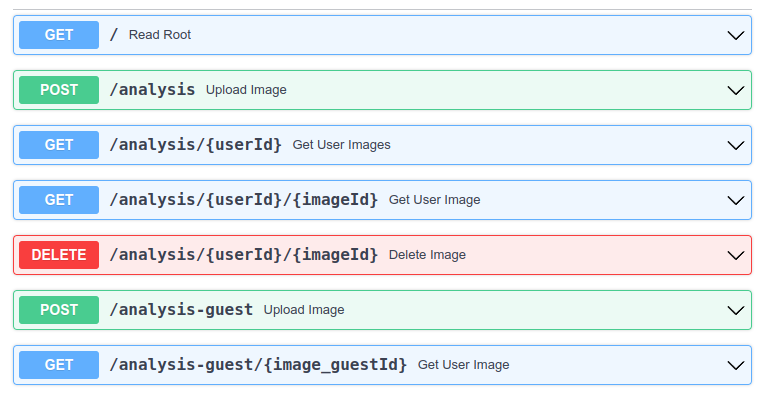 GET / Read Root
POST /analysis Upload Image
GET /analysis/{userId} Get User Images
GET /analysis/{userId}/{imageId} Get User Image
DELETE /analysis/{userId}/{imageId} Delete Image
POST /analysis-guest Upload Image
GET /analysis-guest/{image_guestId} Get User Image